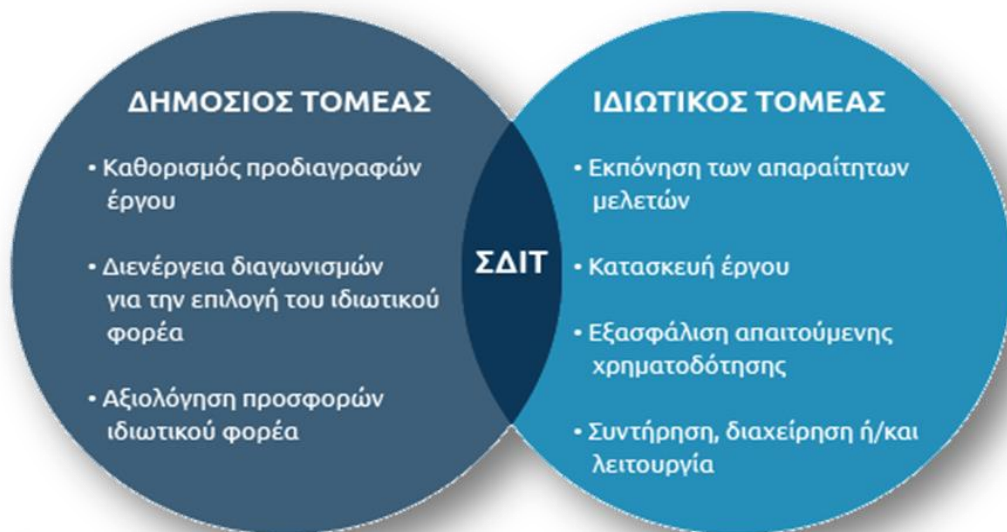 ΔΗΜΟΣΙΟΣ ΤΟΜΕΑΣ
• Καθορισμός προδιαγραφών
έργου
• Διενέργεια διαγωνισμών
για την επιλογή του ιδιωτικού
φορέα
• Αξιολόγηση προσφορών
ιδιωτικού φορέα
ΣΔΙΤ
ΙΔΙΩΤΙΚΟΣ ΤΟΜΕΑΣ
• Εκπόνηση των απαραίτητων
μελετών
• Κατασκευή έργου
• Εξασφάλιση απαιτούμενης
χρηματοδότησης
• Συντήρηση, διαχείρηση ή/και
λειτουργία